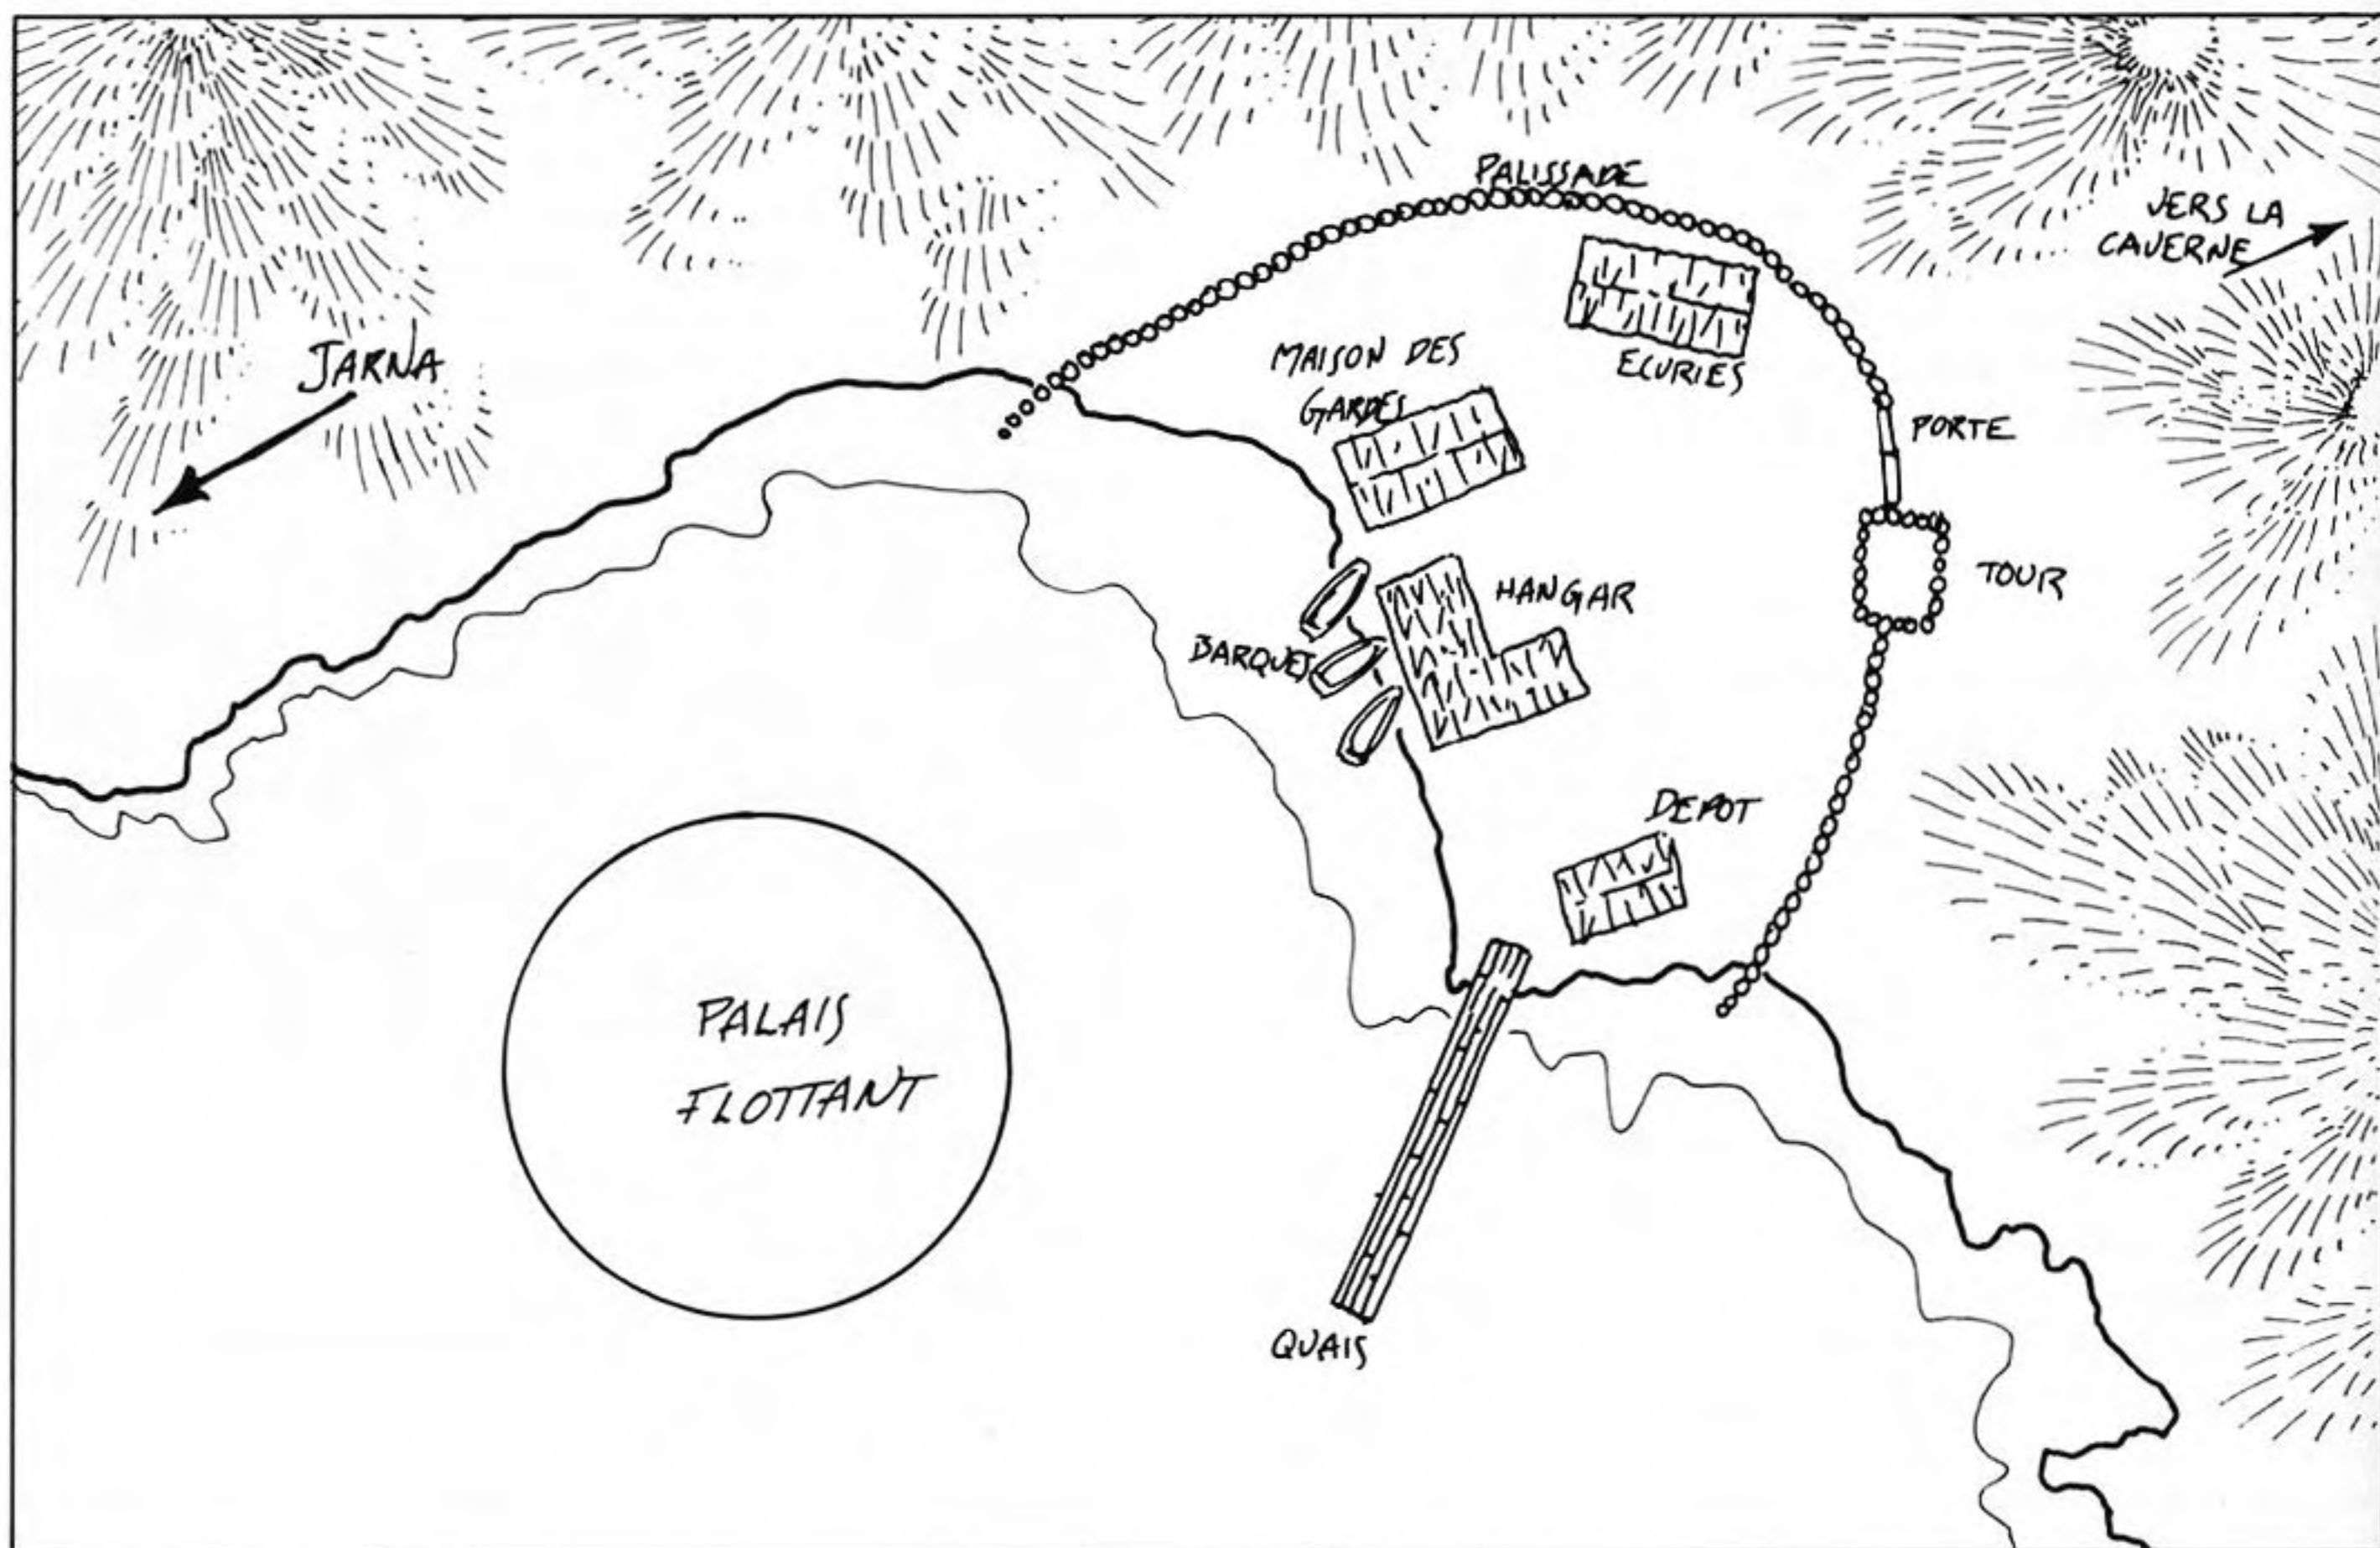 PALISSADE
VERS LA
CAVERNE
JARNA
MAISON DES
GARDES
ECURIES
PORTE
TOUR
HANGAR
BARQUES
DEPOT
PALAIS
FLOTTANT
QUAIS